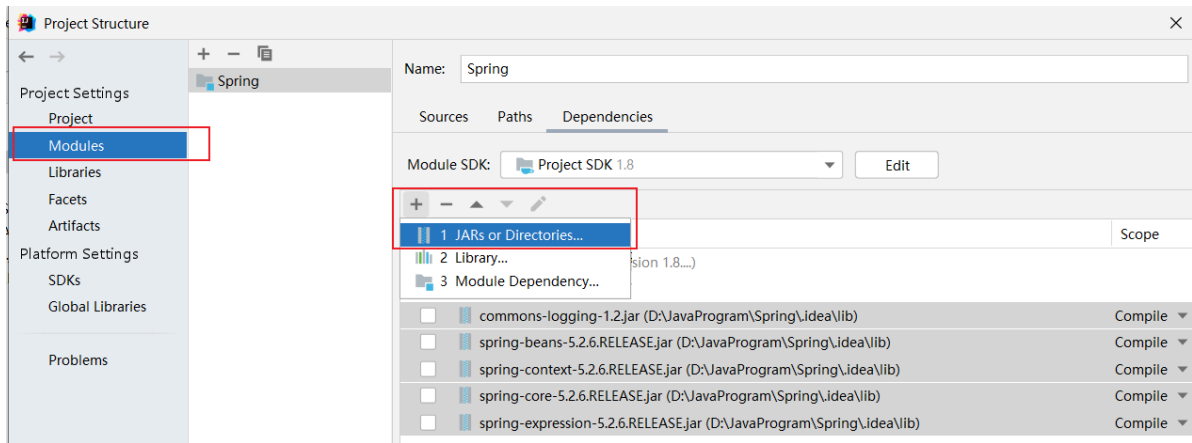 Project Structure
Project Settings
Project
Modules
Libraries
Facets
Artifacts
Platform Settings
SDKs
Global Libraries
Problems
Spring
Name: Spring
Sources Paths Dependencies
Module SDK: Project SDK 1.8 Edit
1 JARs or Directories...
Scope
2 Library...
sion 1.8....)
3 Module Dependency...
commons-logging-1.2.jar (D:\JavaProgram\Spring\.idea\lib) Compile
spring-beans-5.2.6.RELEASE.jar (D:\JavaProgram\Spring\.idea\lib) Compile
spring-context-5.2.6.RELEASE.jar (D:\JavaProgram\Spring\.idea\lib) Compile
spring-core-5.2.6.RELEASE.jar (D:\JavaProgram\Spring\.idea\lib) Compile
spring-expression-5.2.6.RELEASE.jar (D:\JavaProgram\Spring\.idea\lib) Compile